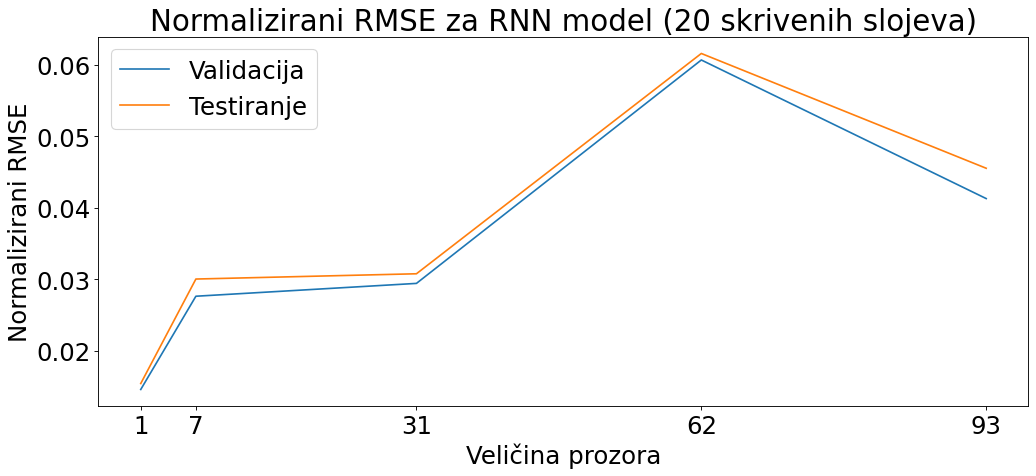 Normalizirani RMSE za RNN model (20 skrivenih slojeva)
Validacija
Testiranje
Normalizirani RMSE
0.06
0.05
0.04
0.03
0.02
1 7 31 62 93
Veličina prozora